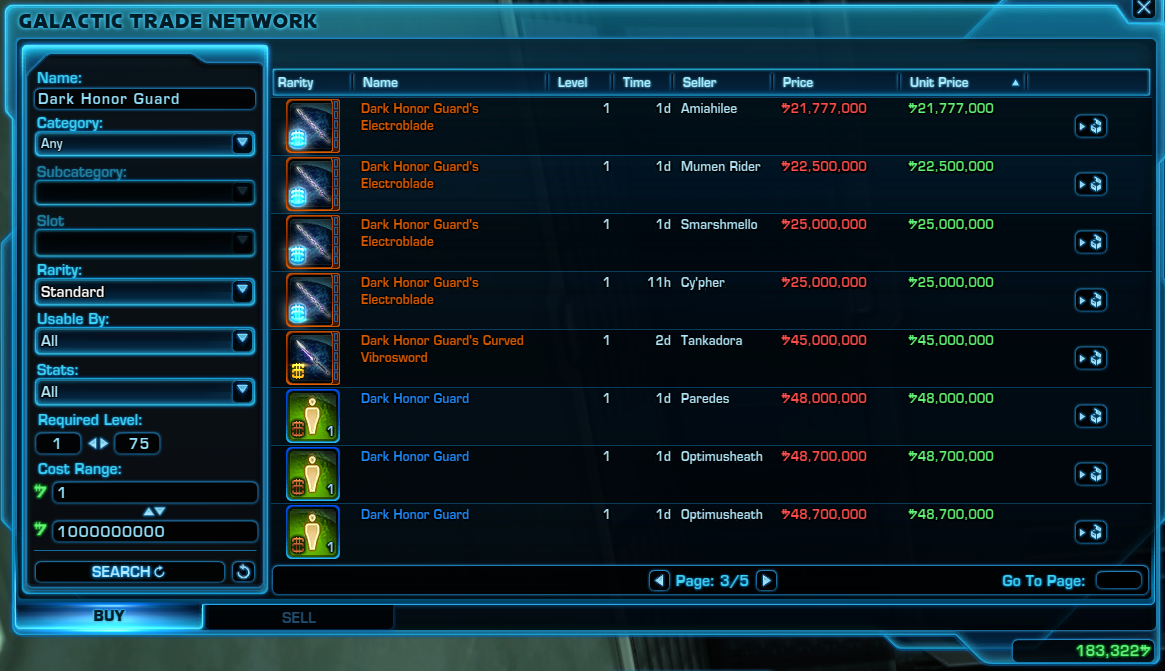 GALACTIC TRADE NETWORK
Name:
Dark Honor Guard
Category:
Any
Subcategory:
Slot
Rarity:
Standard
Usable By:
All
Stats:
All
Required Level:
1 75
Cost Range:
1
1000000000
SEARCH
Rarity Name Level Time Seller Price Unit Price
Dark Honor Guard's 1 1d Amiahilee 21,777,000 21,777,000
Electroblade
Dark Honor Guard's 1 1d Mumen Rider 22,500,000 22,500,000
Electroblade
Dark Honor Guard's 1 1d Smarshmello 25,000,000 25,000,000
Electroblade
Dark Honor Guard's 1 11h Cy'pher 25,000,000 25,000,000
Electroblade
Dark Honor Guard's Curved 1 2d Tankadora 45,000,000 45,000,000
Vibrosword
Dark Honor Guard 1 1d Paredes 48,000,000 48,000,000
1
Dark Honor Guard 1 1d Optimusheath 48,700,000 48,700,000
1
Dark Honor Guard 1 1d Optimusheath 48,700,000 48,700,000
1
Page: 3/5 Go To Page:
BUY SELL
183,322